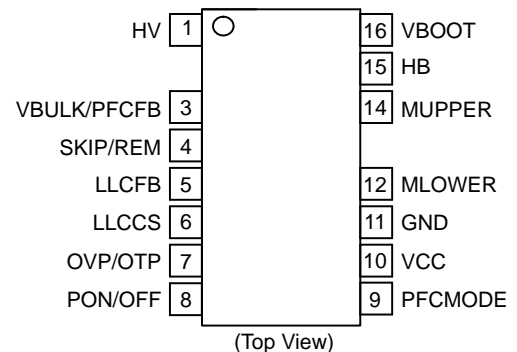 HV 1 16 VBOOT
15 HB
VBULK/PFCFB 3 14 MUPPER
SKIP/REM 4
LLCFB 5 12 MLOWER
LLCCS 6 11 GND
OVP/OTP 7 10 VCC
PON/OFF 8 9 PFCMODE
(Top View)